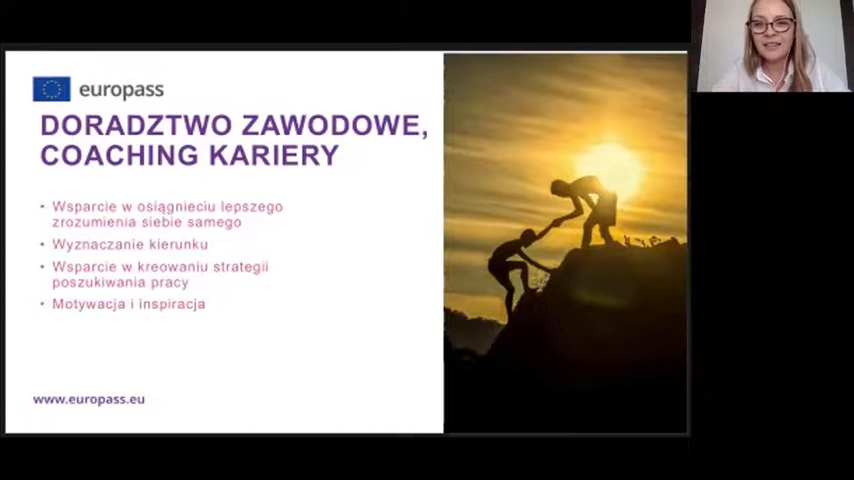 europass
DORADZTWO ZAWODOWE,
COACHING KARIERY
• Wsparcie w osiągnieciu lepszego
zrozumienia siebie samego
• Wyznaczanie kierunku
• Wsparcie w kreowaniu strategii
poszukiwania pracy
• Motywacja i inspiracja
www.europass.eu